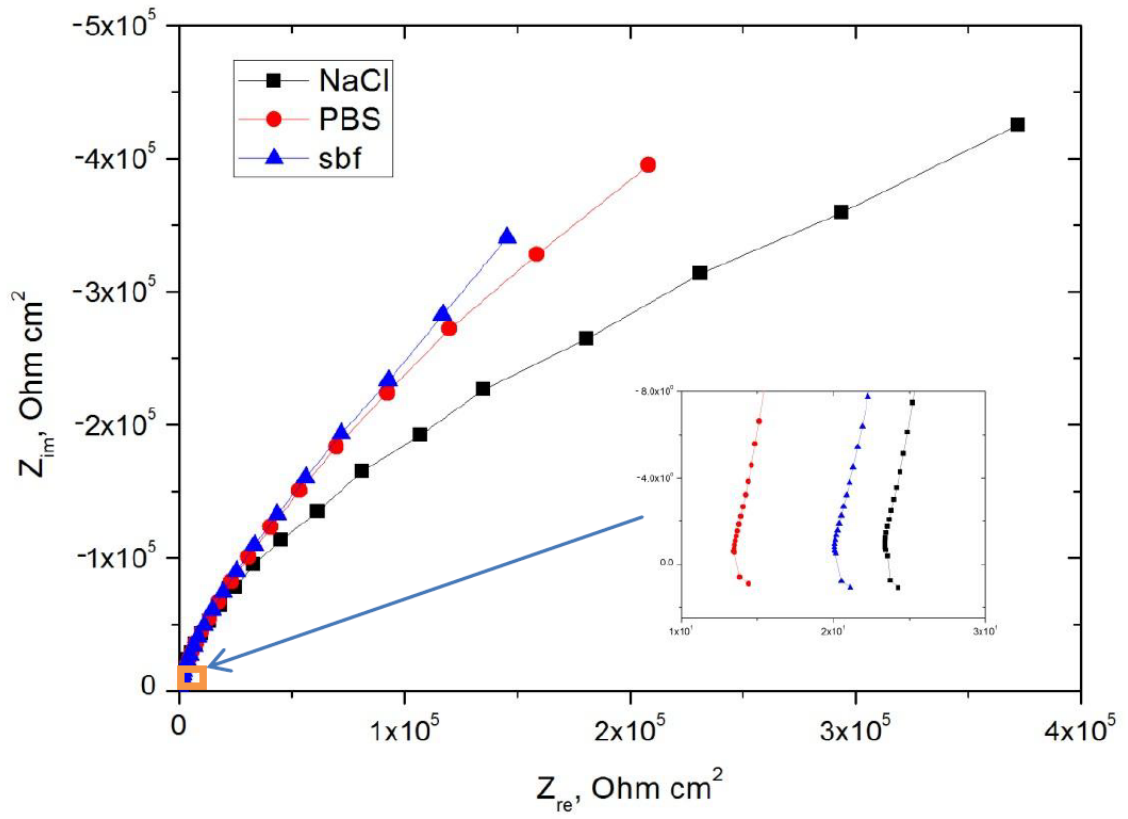 -5x10⁵
-4x10⁵
-3x10⁵
-2x10⁵
-1x10⁵
0
Z_im, Ohm cm²
NaCl
PBS
sbf
- 8.0x10⁰
-4.0x10⁰
0.0
1x10¹ 2x10¹ 3x10¹
0 1x10⁵ 2x10⁵ 3x10⁵ 4x10⁵
Z_re, Ohm cm²